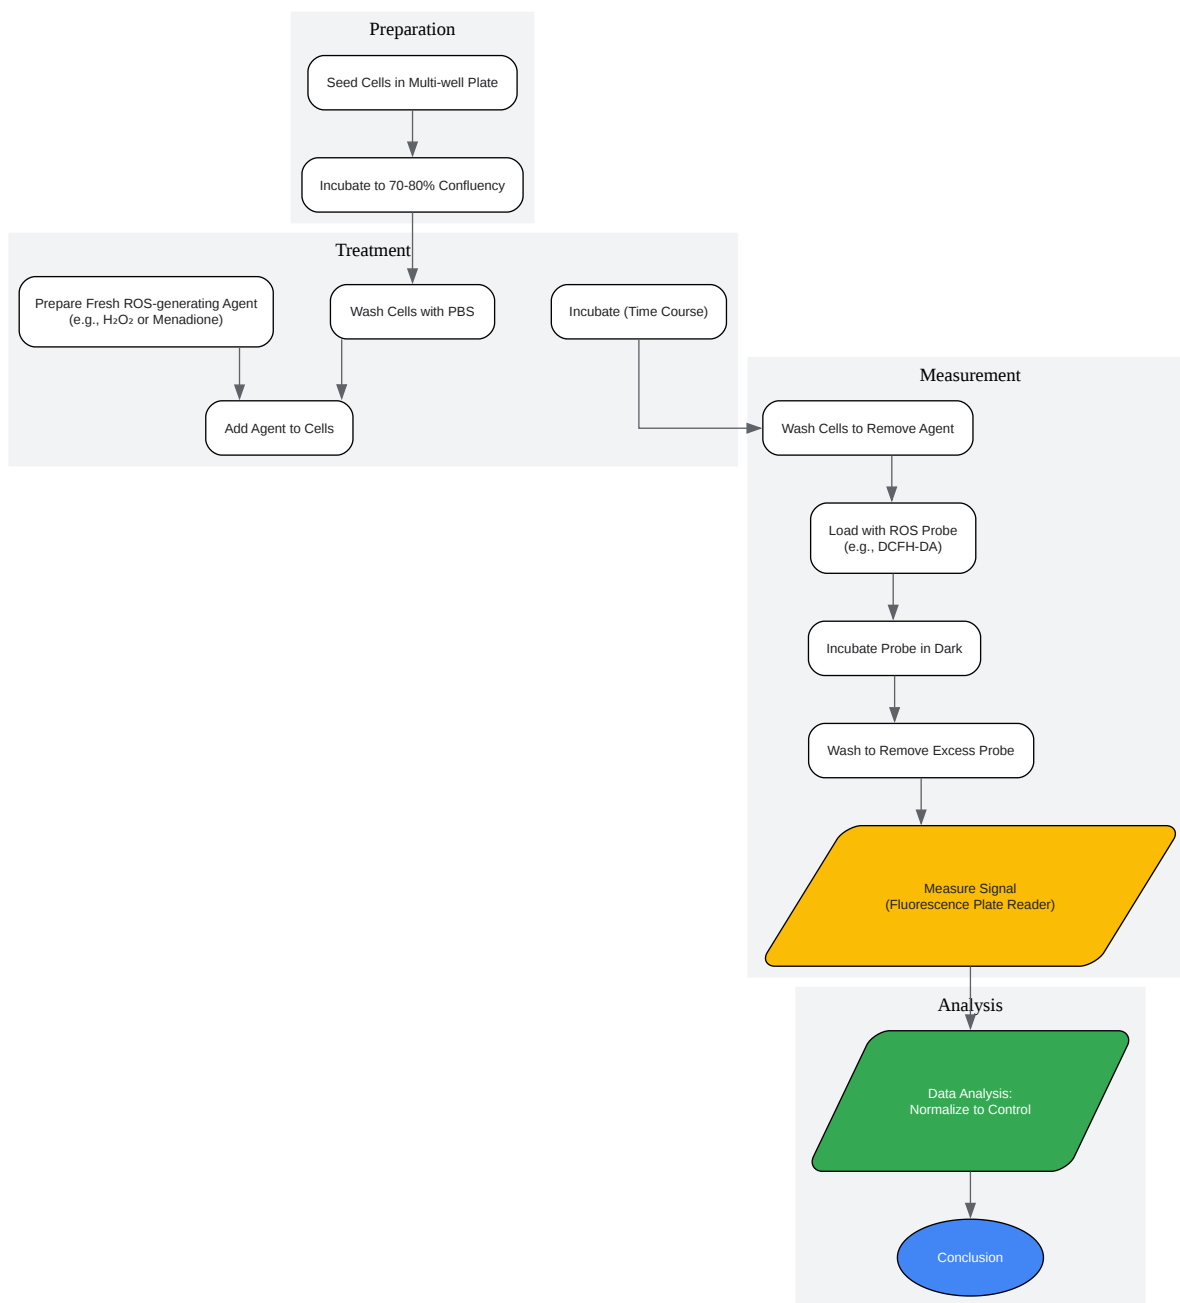 Preparation
Seed Cells in Multi-well Plate
Incubate to 70-80% Confluency
Treatment
Prepare Fresh ROS-generating Agent
(e.g., H₂O₂ or Menadione)
Wash Cells with PBS
Incubate (Time Course)
Add Agent to Cells
Measurement
Wash Cells to Remove Agent
Load with ROS Probe
(e.g., DCFH-DA)
Incubate Probe in Dark
Wash to Remove Excess Probe
Measure Signal
(Fluorescence Plate Reader)
Analysis
Data Analysis:
Normalize to Control
Conclusion